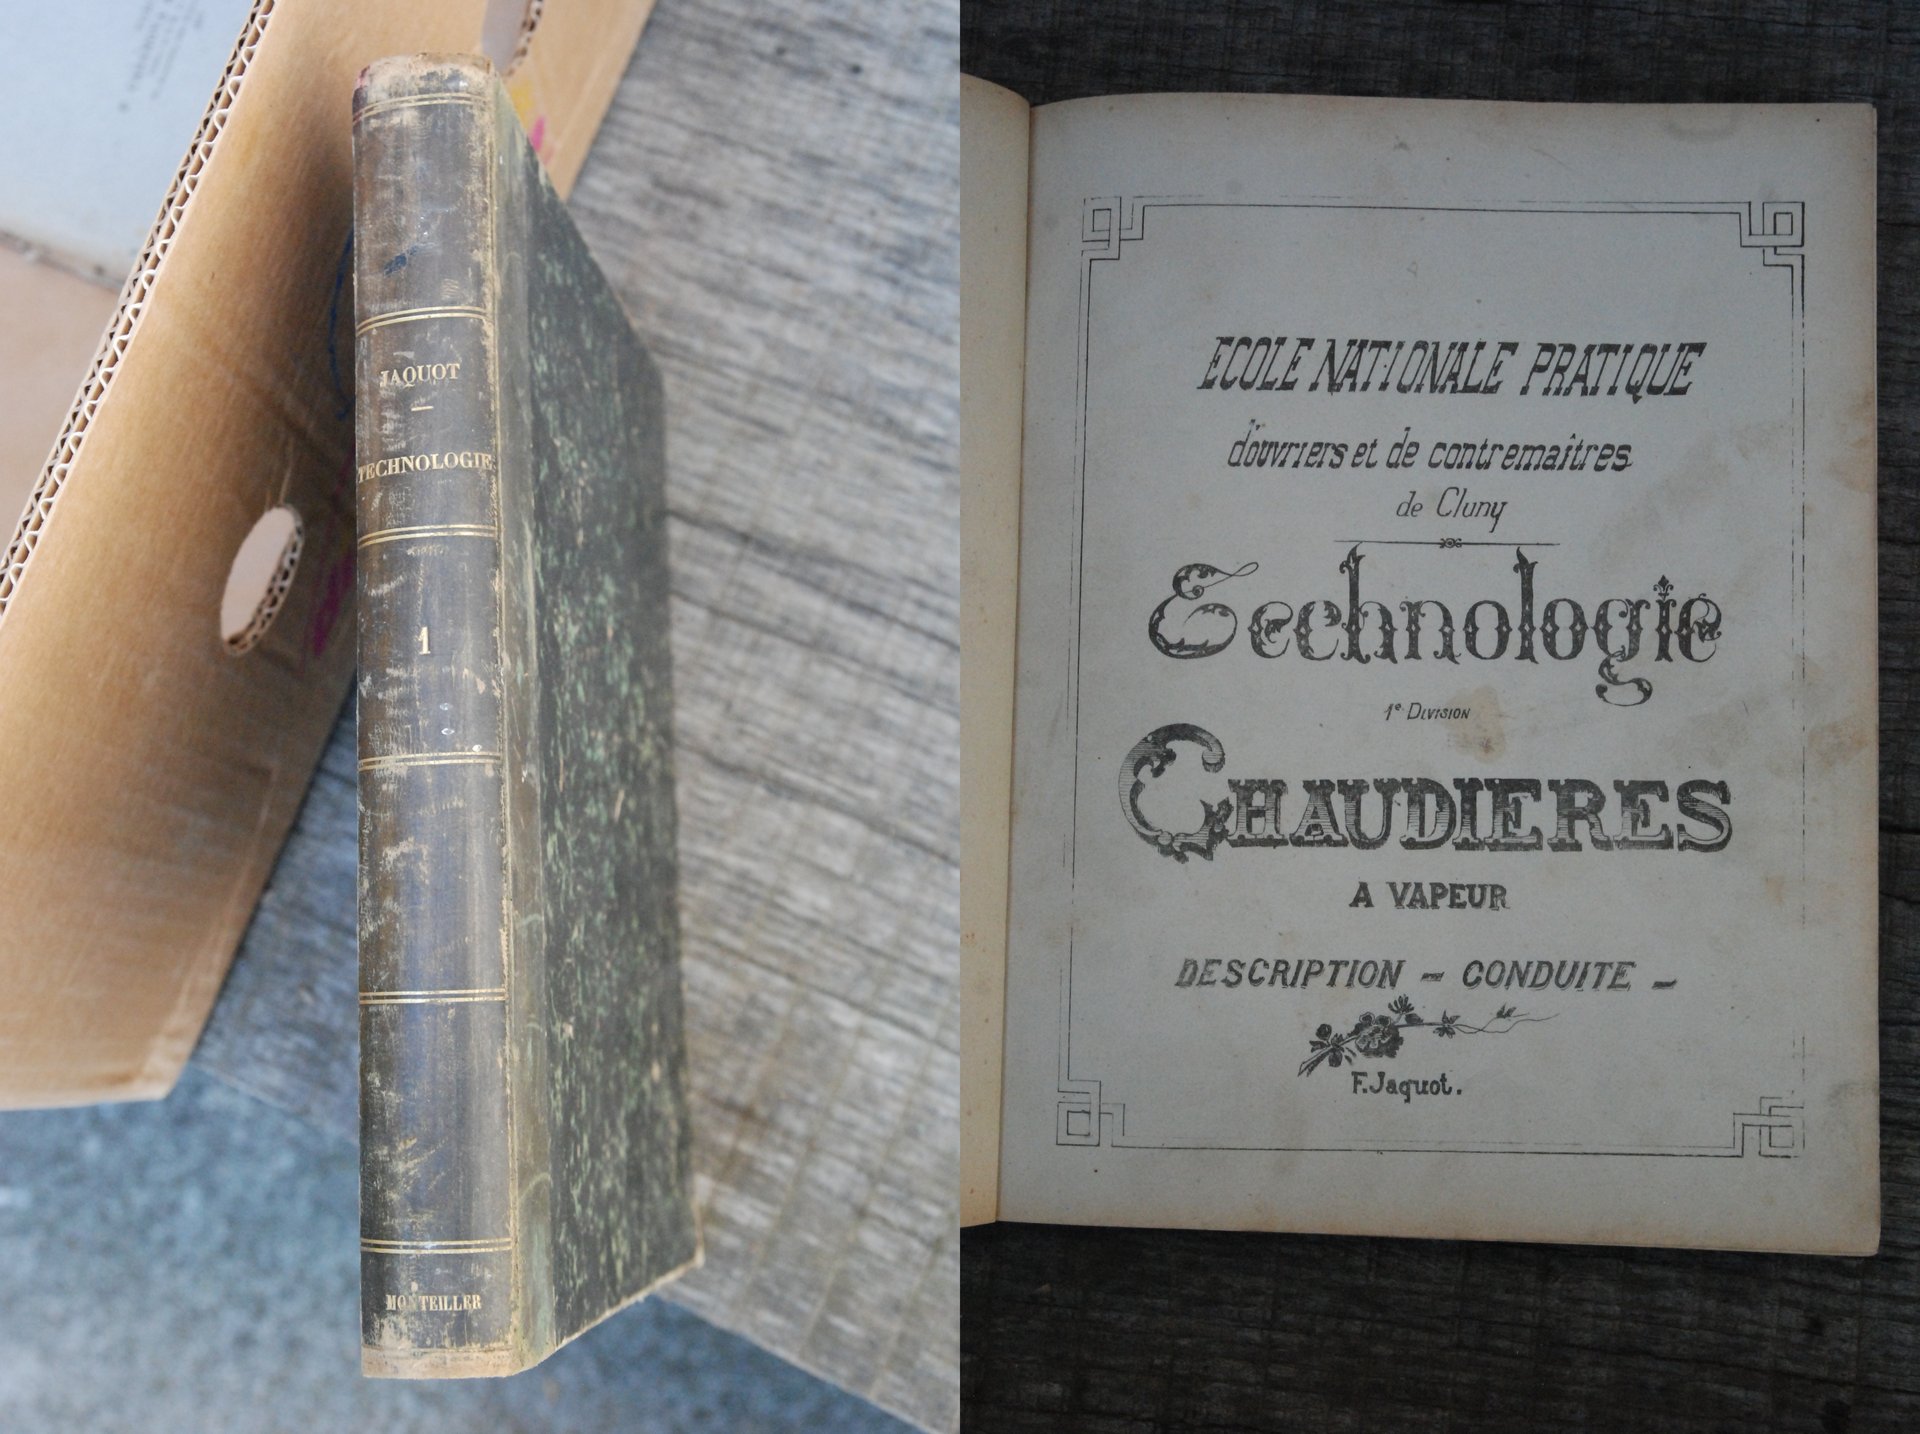 JAQUOT
TECHNOLOGIE
1
MONTEILLER
ECOLE NATIONALE PRATIQUE
d'ouvriers et de contremaîtres
de Cluny
Technologie
1e DIVISION
CHAUDIERES
A VAPEUR
DESCRIPTION - CONDUITE -
F. Jaquot.